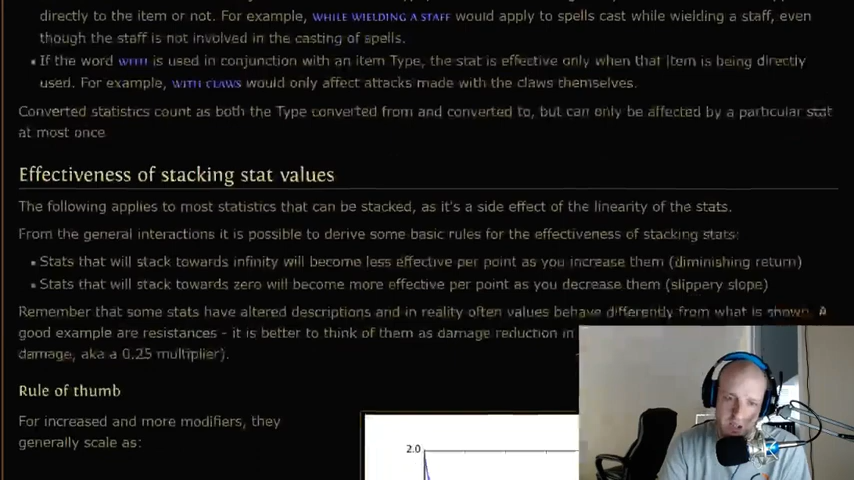 directly to the item or not. For example, WHILE WIELDING A STAFF would apply to spells cast while wielding a staff, even
though the staff is not involved in the casting of spells.
▪ If the word WITH is used in conjunction with an item Type, the stat is effective only when that item is being directly
used. For example, WITH CLAWS would only affect attacks made with the claws themselves.
Converted statistics count as both the Type converted from and converted to, but can only be affected by a particular stat
at most once
Effectiveness of stacking stat values
The following applies to most statistics that can be stacked, as it's a side effect of the linearity of the stats.
From the general interactions it is possible to derive some basic rules for the effectiveness of stacking stats:
▪ Stats that will stack towards infinity will become less effective per point as you increase them (diminishing return)
▪ Stats that will stack towards zero will become more effective per point as you decrease them (slippery slope)
Remember that some stats have altered descriptions and in reality often values behave differently from what is shown. A
good example are resistances - it is better to think of them as damage reduction in
damage, aka a 0.25 multiplier).
Rule of thumb
For increased and more modifiers, they
generally scale as:
2.0